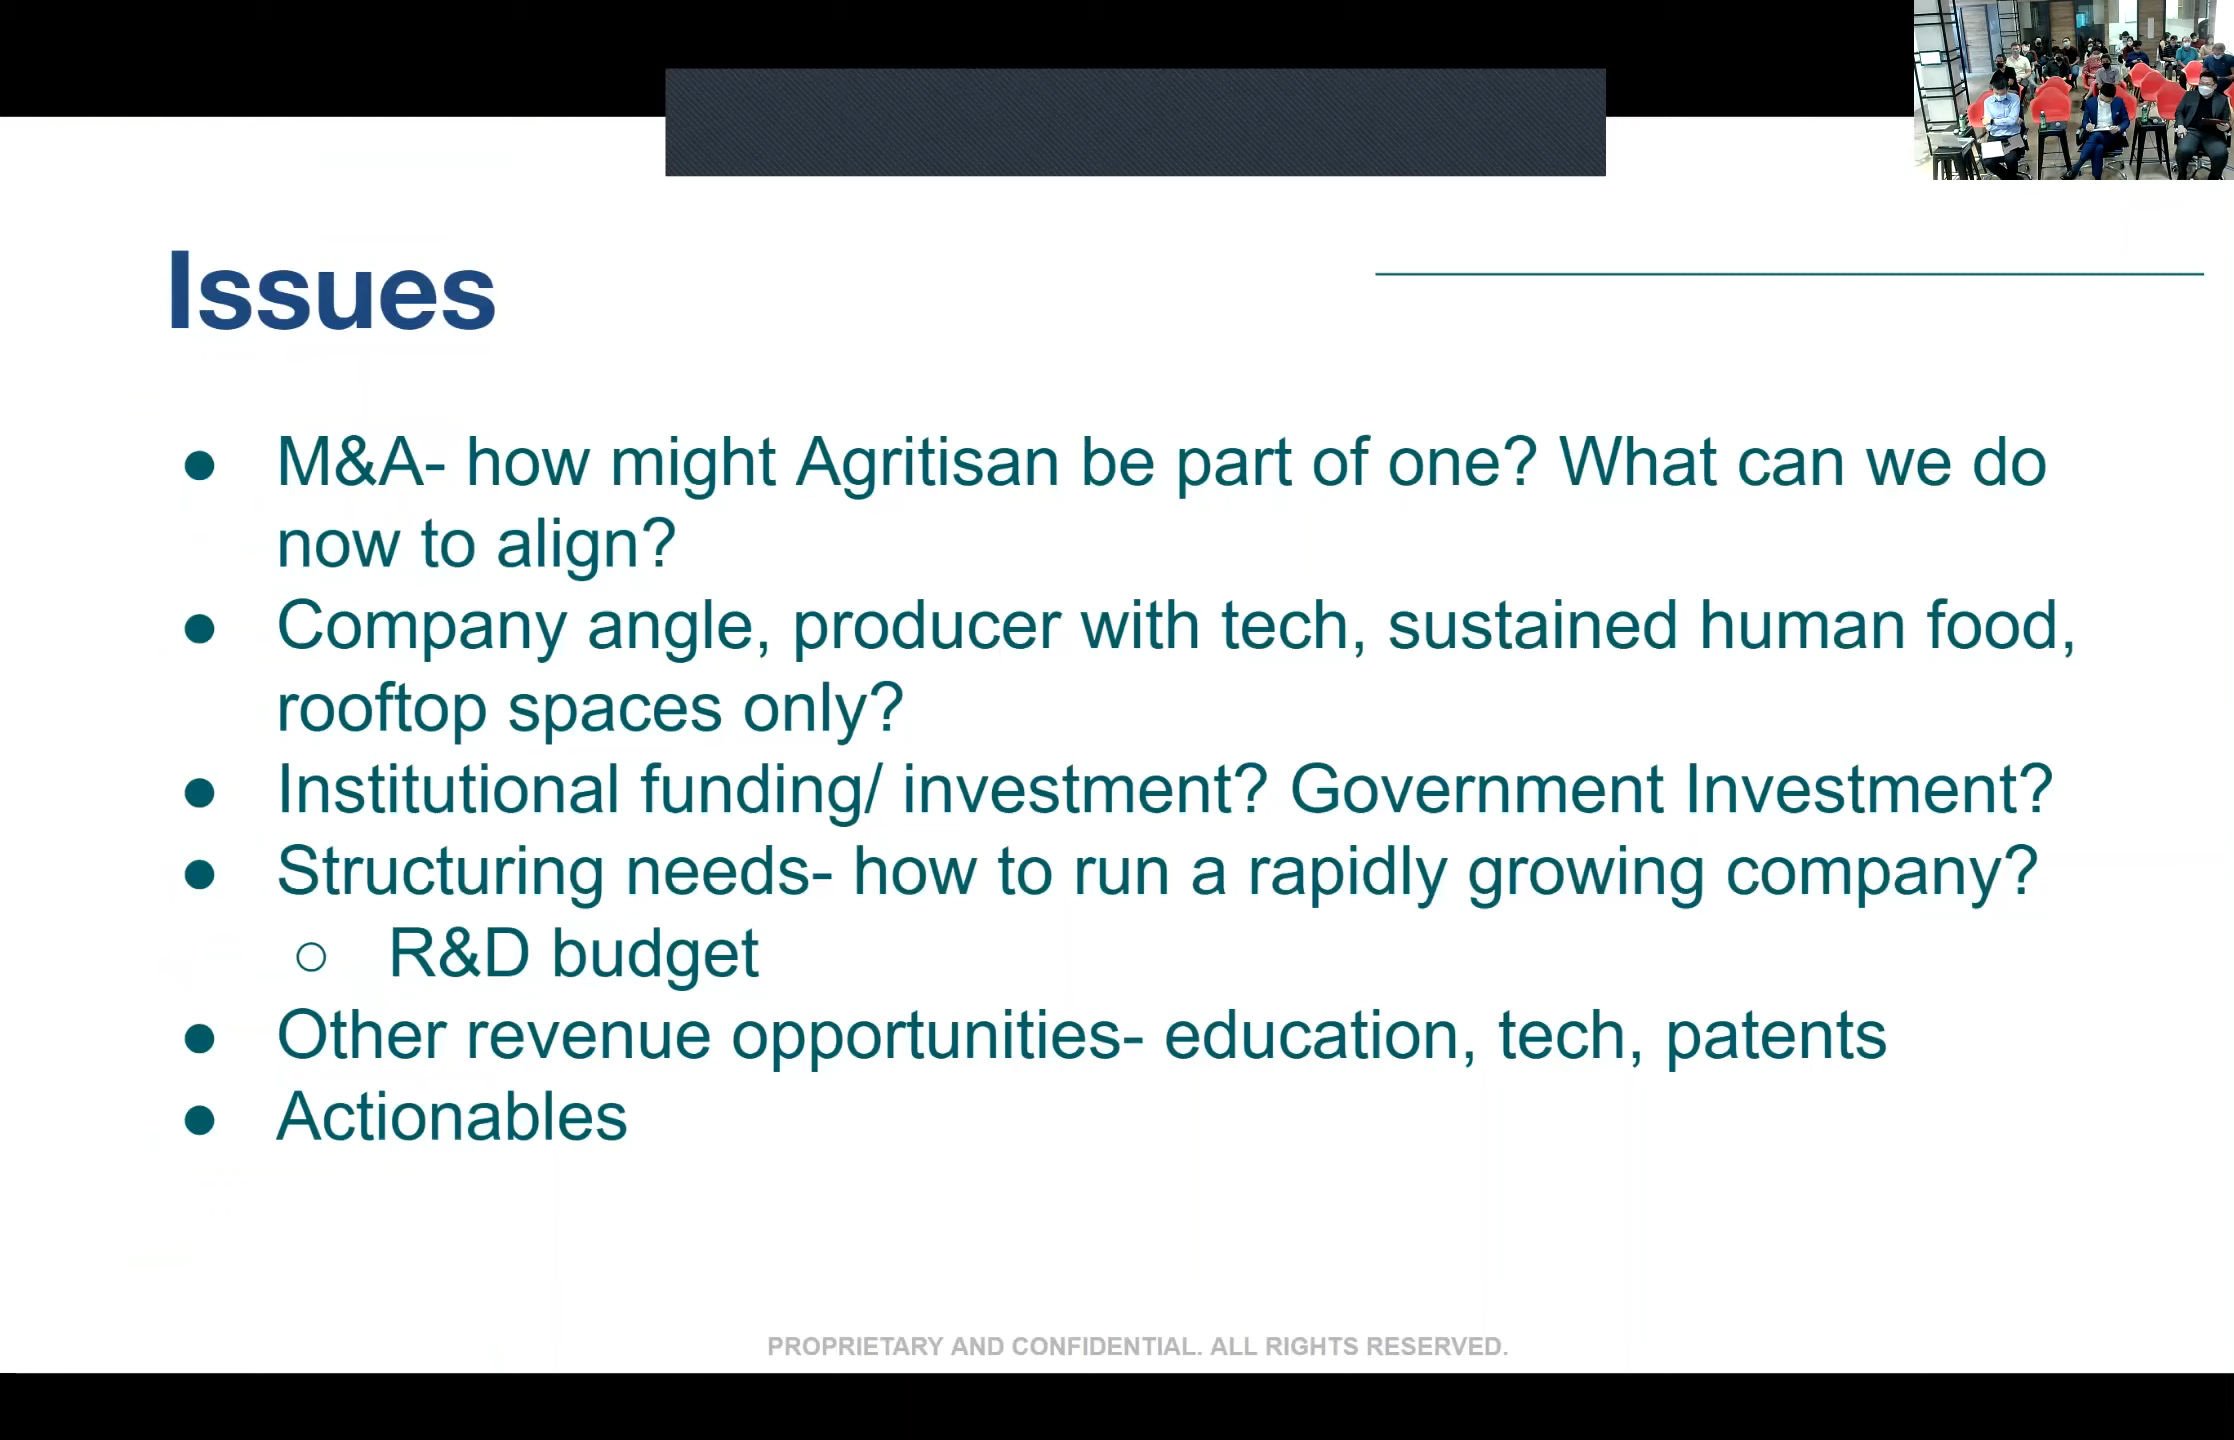 Issues
● M&A- how might Agritisan be part of one? What can we do
now to align?
● Company angle, producer with tech, sustained human food,
rooftop spaces only?
● Institutional funding/ investment? Government Investment?
● Structuring needs- how to run a rapidly growing company?
○ R&D budget
● Other revenue opportunities- education, tech, patents
● Actionables
PROPRIETARY AND CONFIDENTIAL. ALL RIGHTS RESERVED.